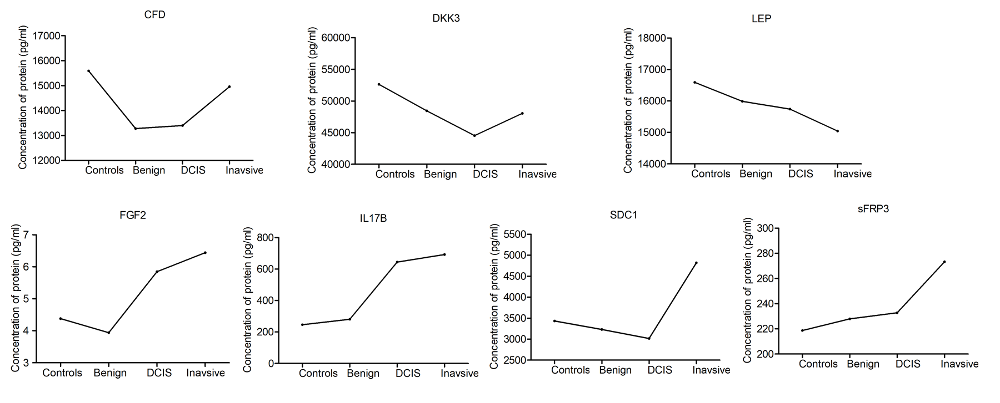 CFD
Concentration of protein (pg/ml)
17000
16000
15000
14000
13000
12000
Controls Benign DCIS Inavsive
DKK3
Concentration of protein (pg/ml)
60000
55000
50000
45000
40000
Controls Benign DCIS Inavsive
LEP
Concentration of protein (pg/ml)
18000
17000
16000
15000
14000
Controls Benign DCIS Inavsive
FGF2
Concentration of protein (pg/ml)
7
6
5
4
3
Controls Benign DCIS Inavsive
IL17B
Concentration of protein (pg/ml)
800
600
400
200
0
Controls Benign DCIS Inavsive
SDC1
Concentration of protein (pg/ml)
5500
5000
4500
4000
3500
3000
2500
Controls Benign DCIS Inavsive
sFRP3
Concentration of protein (pg/ml)
300
280
260
240
220
200
Controls Benign DCIS Inavsive